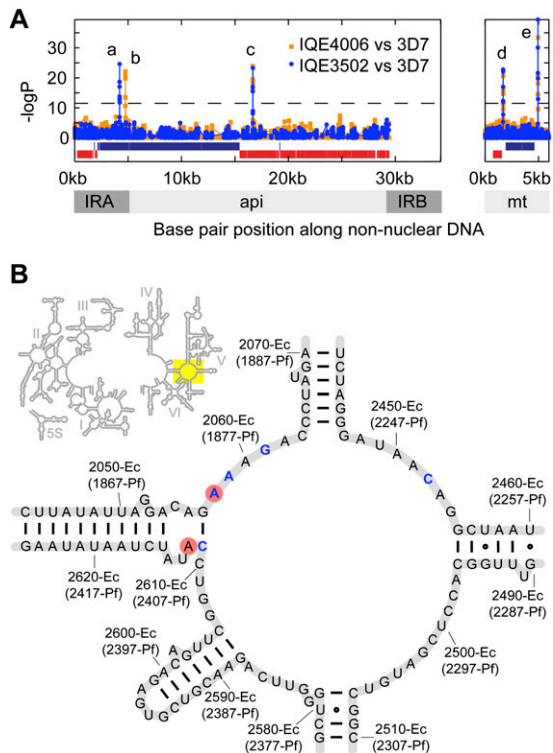 A
IQE4006 vs 3D7
IQE3502 vs 3D7
a
b
c
d
e
-logP
30
20
10
0
0kb
10kb
20kb
30kb
0kb
5kb
IRA
api
IRB
mt
Base pair position along non-nuclear DNA
B
II
III
IV
V
VI
I
5S
2070-Ec
(1887-Pf)
2060-Ec
(1877-Pf)
2450-Ec
(2247-Pf)
2050-Ec
(1867-Pf)
2460-Ec
(2257-Pf)
CUUAUAUUAGGACAGAAAGAC
GAAUAUAAUCUAUAC
2620-Ec
(2417-Pf)
2610-Ec
(2407-Pf)
2490-Ec
(2287-Pf)
2600-Ec
(2397-Pf)
2500-Ec
(2297-Pf)
2590-Ec
(2387-Pf)
2580-Ec
(2377-Pf)
2510-Ec
(2307-Pf)